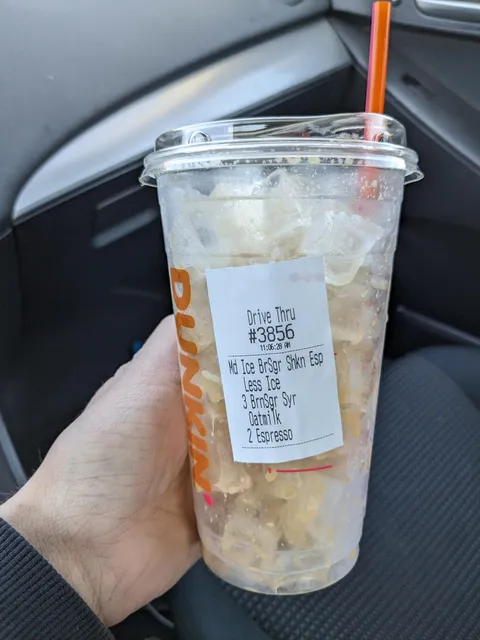 DUNKIN'
Drive Thru
#3856
11:06:20 AM
Md Ice BrSgr Shkn Esp
Less Ice
3 BrnSgr Syr
Oatmilk
2 Espresso